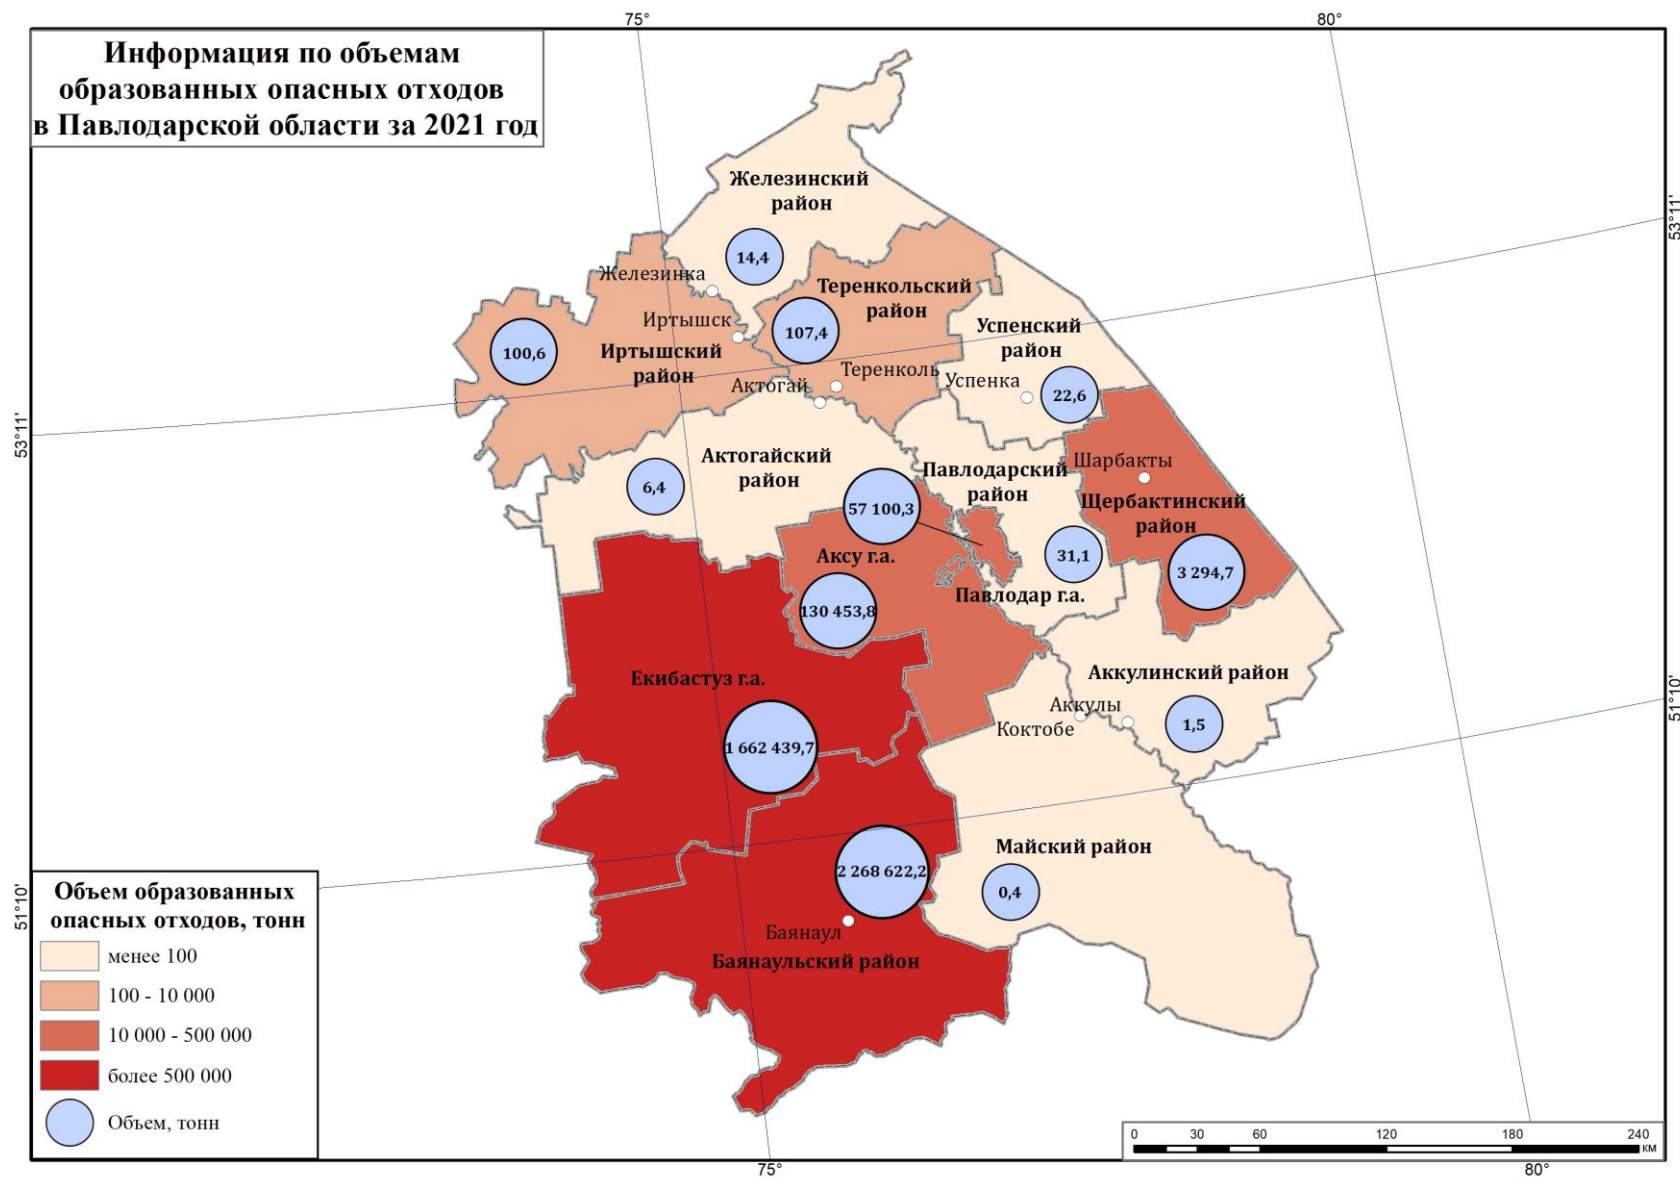 75°
80°
Информация по объемам
образованных опасных отходов
в Павлодарской области за 2021 год
Железинский
район
53°11'
14,4
Железинка
Теренкольский
район
Иртышск
107,4
Успенский
район
100,6
Иртышский
район
Теренколь
Актогай
Успенка
22,6
53°11'
Актогайский
район
Павлодарский
район
Шарбакты
6,4
57 100,3
Щербактинский
район
Аксу г.а.
31,1
3 294,7
Павлодар г.а.
130 453,8
Екибастуз г.а.
Аккулинский район
51°10'
Аккулы
Коктобе
1,5
1 662 439,7
Майский район
2 268 622,2
0,4
51°10'
Баянаул
Баянаульский район
Объем образованных
опасных отходов, тонн
менее 100
100 - 10 000
10 000 - 500 000
более 500 000
Объем, тонн
0 30 60 120 180 240
км
75°
80°